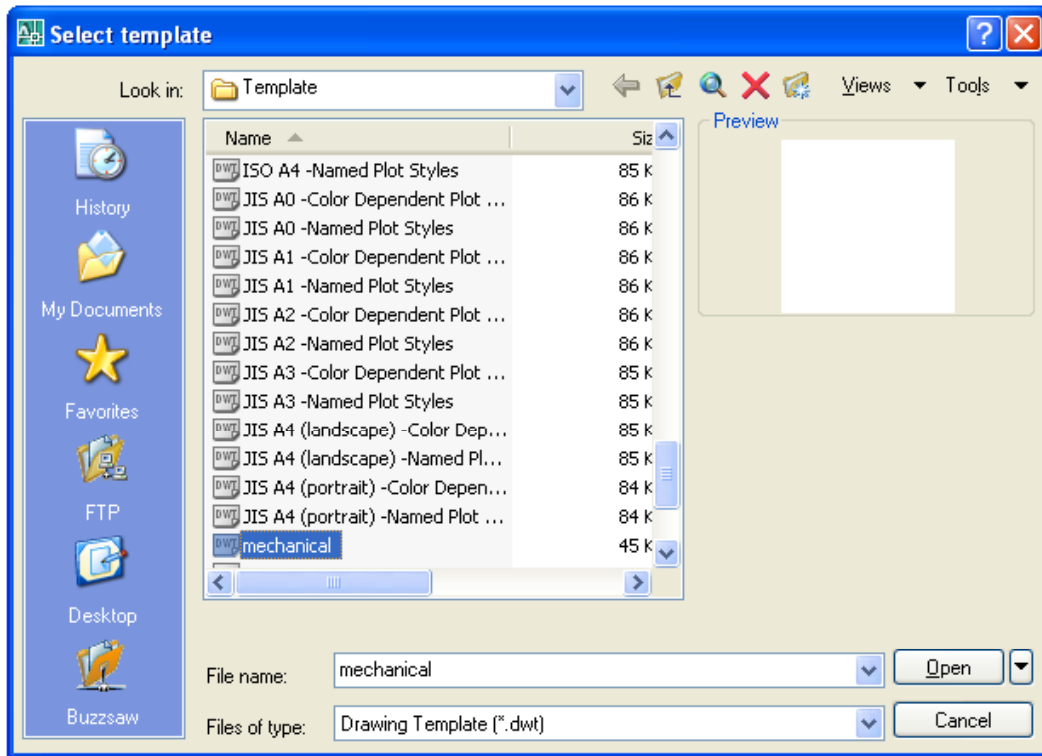 Select template
Look in: Template Views Tools
Name Siz
Preview
ISO A4 -Named Plot Styles 85 K
JIS A0 -Color Dependent Plot ... 86 K
JIS A0 -Named Plot Styles 86 K
JIS A1 -Color Dependent Plot ... 86 K
JIS A1 -Named Plot Styles 86 K
JIS A2 -Color Dependent Plot ... 86 K
JIS A2 -Named Plot Styles 86 K
JIS A3 -Color Dependent Plot ... 85 K
JIS A3 -Named Plot Styles 85 K
JIS A4 (landscape) -Color Dep... 85 K
JIS A4 (landscape) -Named Pl... 85 K
JIS A4 (portrait) -Color Depen... 84 K
JIS A4 (portrait) -Named Plot ... 84 K
mechanical 45 K
History
My Documents
Favorites
FTP
Desktop
Buzzsaw
File name: mechanical Open
Files of type: Drawing Template (*.dwt) Cancel